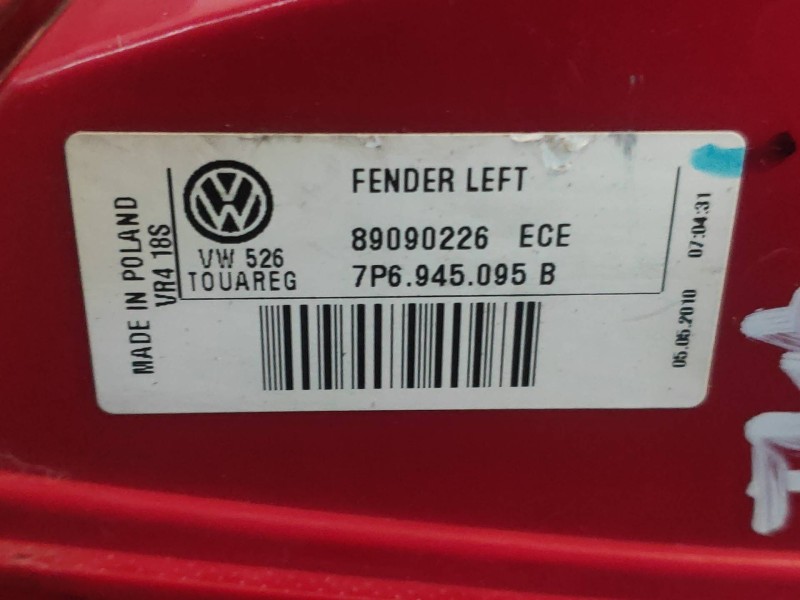 MADE IN POLAND
VR4 18S
VW 526
TOUAREG
FENDER LEFT
89090226 ECE
7P6.945.095 B
05.05.2010 07:04:31